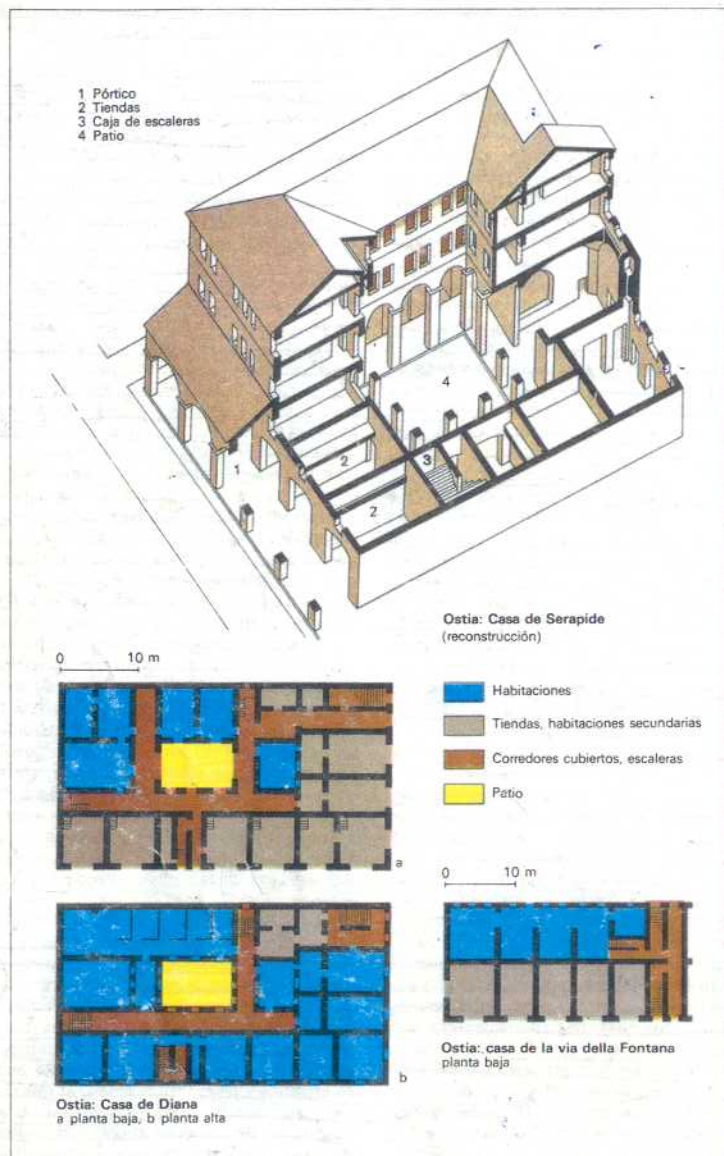 1 Pórtico
2 Tiendas
3 Caja de escaleras
4 Patio
4
1
2
3
2
Ostia: Casa de Serapide
(reconstrucción)
0 10 m
Habitaciones
Tiendas, habitaciones secundarias
Corredores cubiertos, escaleras
Patio
a
0 10 m
b
Ostia: casa de la via della Fontana
planta baja
Ostia: Casa de Diana
a planta baja, b planta alta